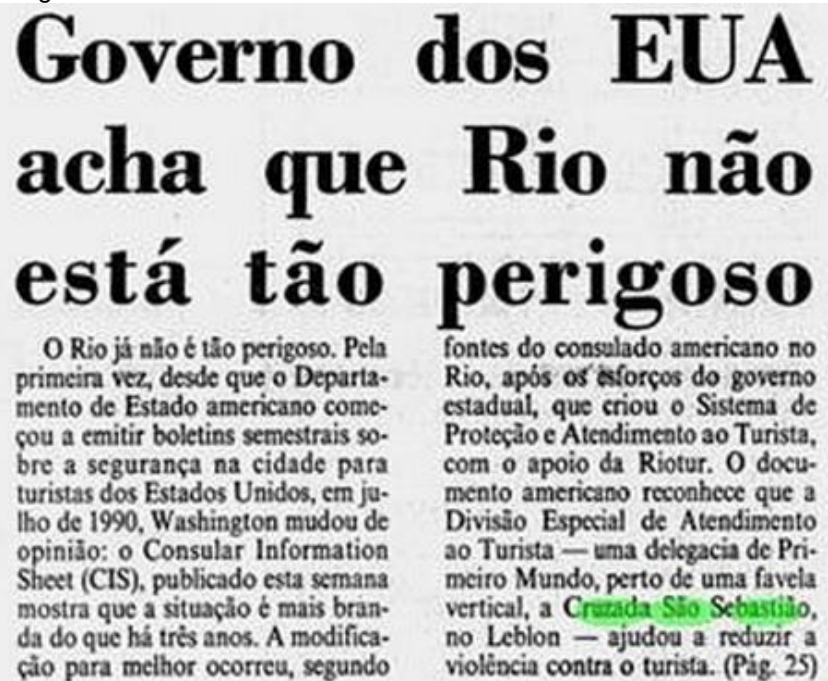 Governo dos EUA
acha que Rio não
está tão perigoso
O Rio já não é tão perigoso. Pela
primeira vez, desde que o Departa-
mento de Estado americano come-
çou a emitir boletins semestrais so-
bre a segurança na cidade para
turistas dos Estados Unidos, em ju-
lho de 1990, Washington mudou de
opinião: o Consular Information
Sheet (CIS), publicado esta semana
mostra que a situação é mais bran-
da do que há três anos. A modifica-
ção para melhor ocorreu, segundo
fontes do consulado americano no
Rio, após os esforços do governo
estadual, que criou o Sistema de
Proteção e Atendimento ao Turista,
com o apoio da Riotur. O docu-
mento americano reconhece que a
Divisão Especial de Atendimento
ao Turista — uma delegacia de Pri-
meiro Mundo, perto de uma favela
vertical, a Cruzada São Sebastião,
no Leblon — ajudou a reduzir a
violência contra o turista. (Pág. 25)